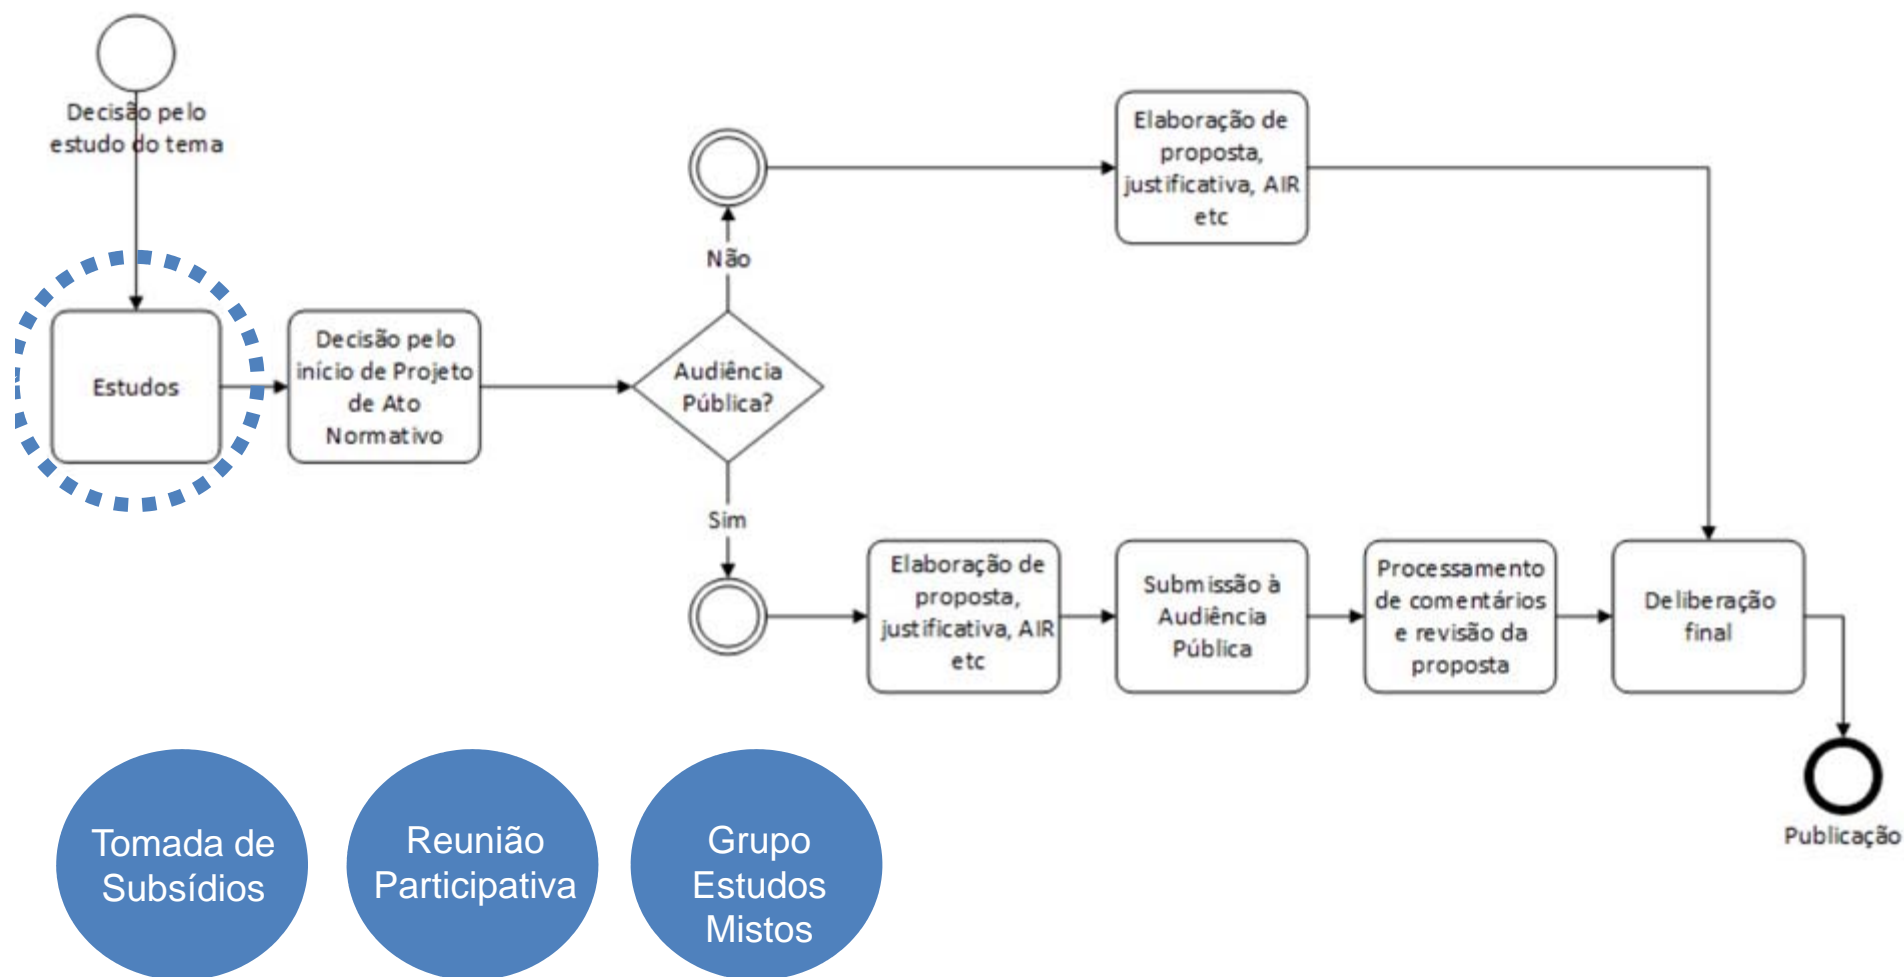 Decisão pelo
estudo do tema
Estudos
Decisão pelo
início de Projeto
de Ato
Normativo
Audiência
Pública?
Não
Elaboração de
proposta,
justificativa, AIR
etc
Sim
Elaboração de
proposta,
justificativa, AIR
etc
Submissão à
Audiência
Pública
Processamento
de comentários
e revisão da
proposta
Deliberação
final
Publicação
Tomada de
Subsídios
Reunião
Participativa
Grupo
Estudos
Mistos